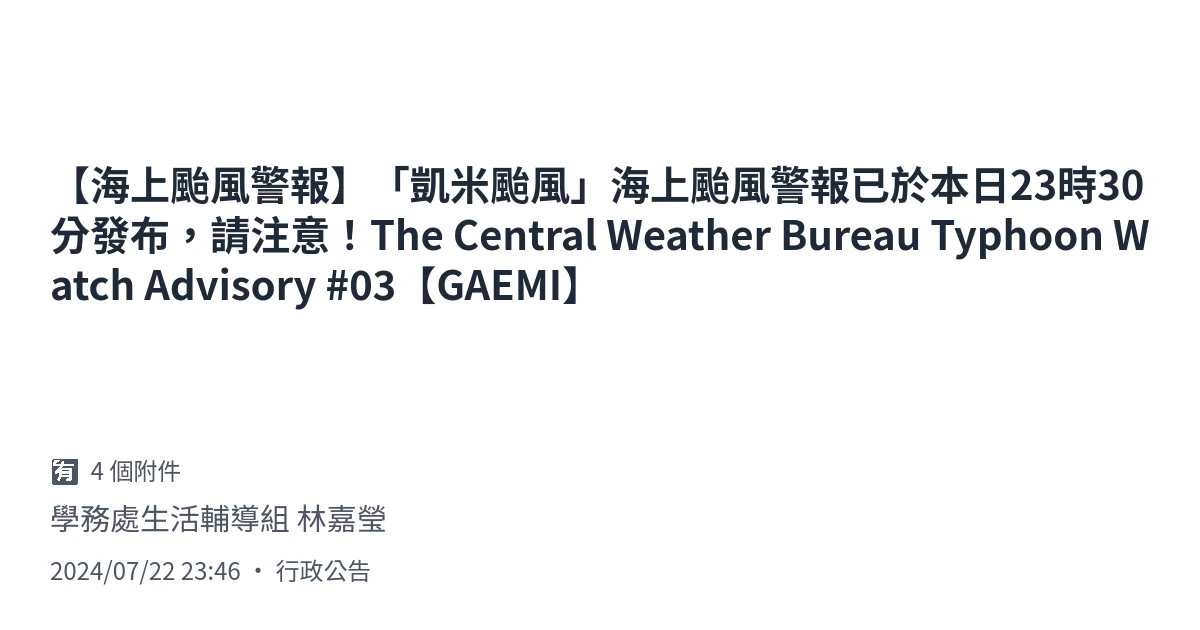 【海上颱風警報】「凱米颱風」海上颱風警報已於本日23時30
分發布，請注意！The Central Weather Bureau Typhoon W
atch Advisory #03【GAEMI】
有 4 個附件
學務處生活輔導組 林嘉瑩
2024/07/22 23:46 • 行政公告